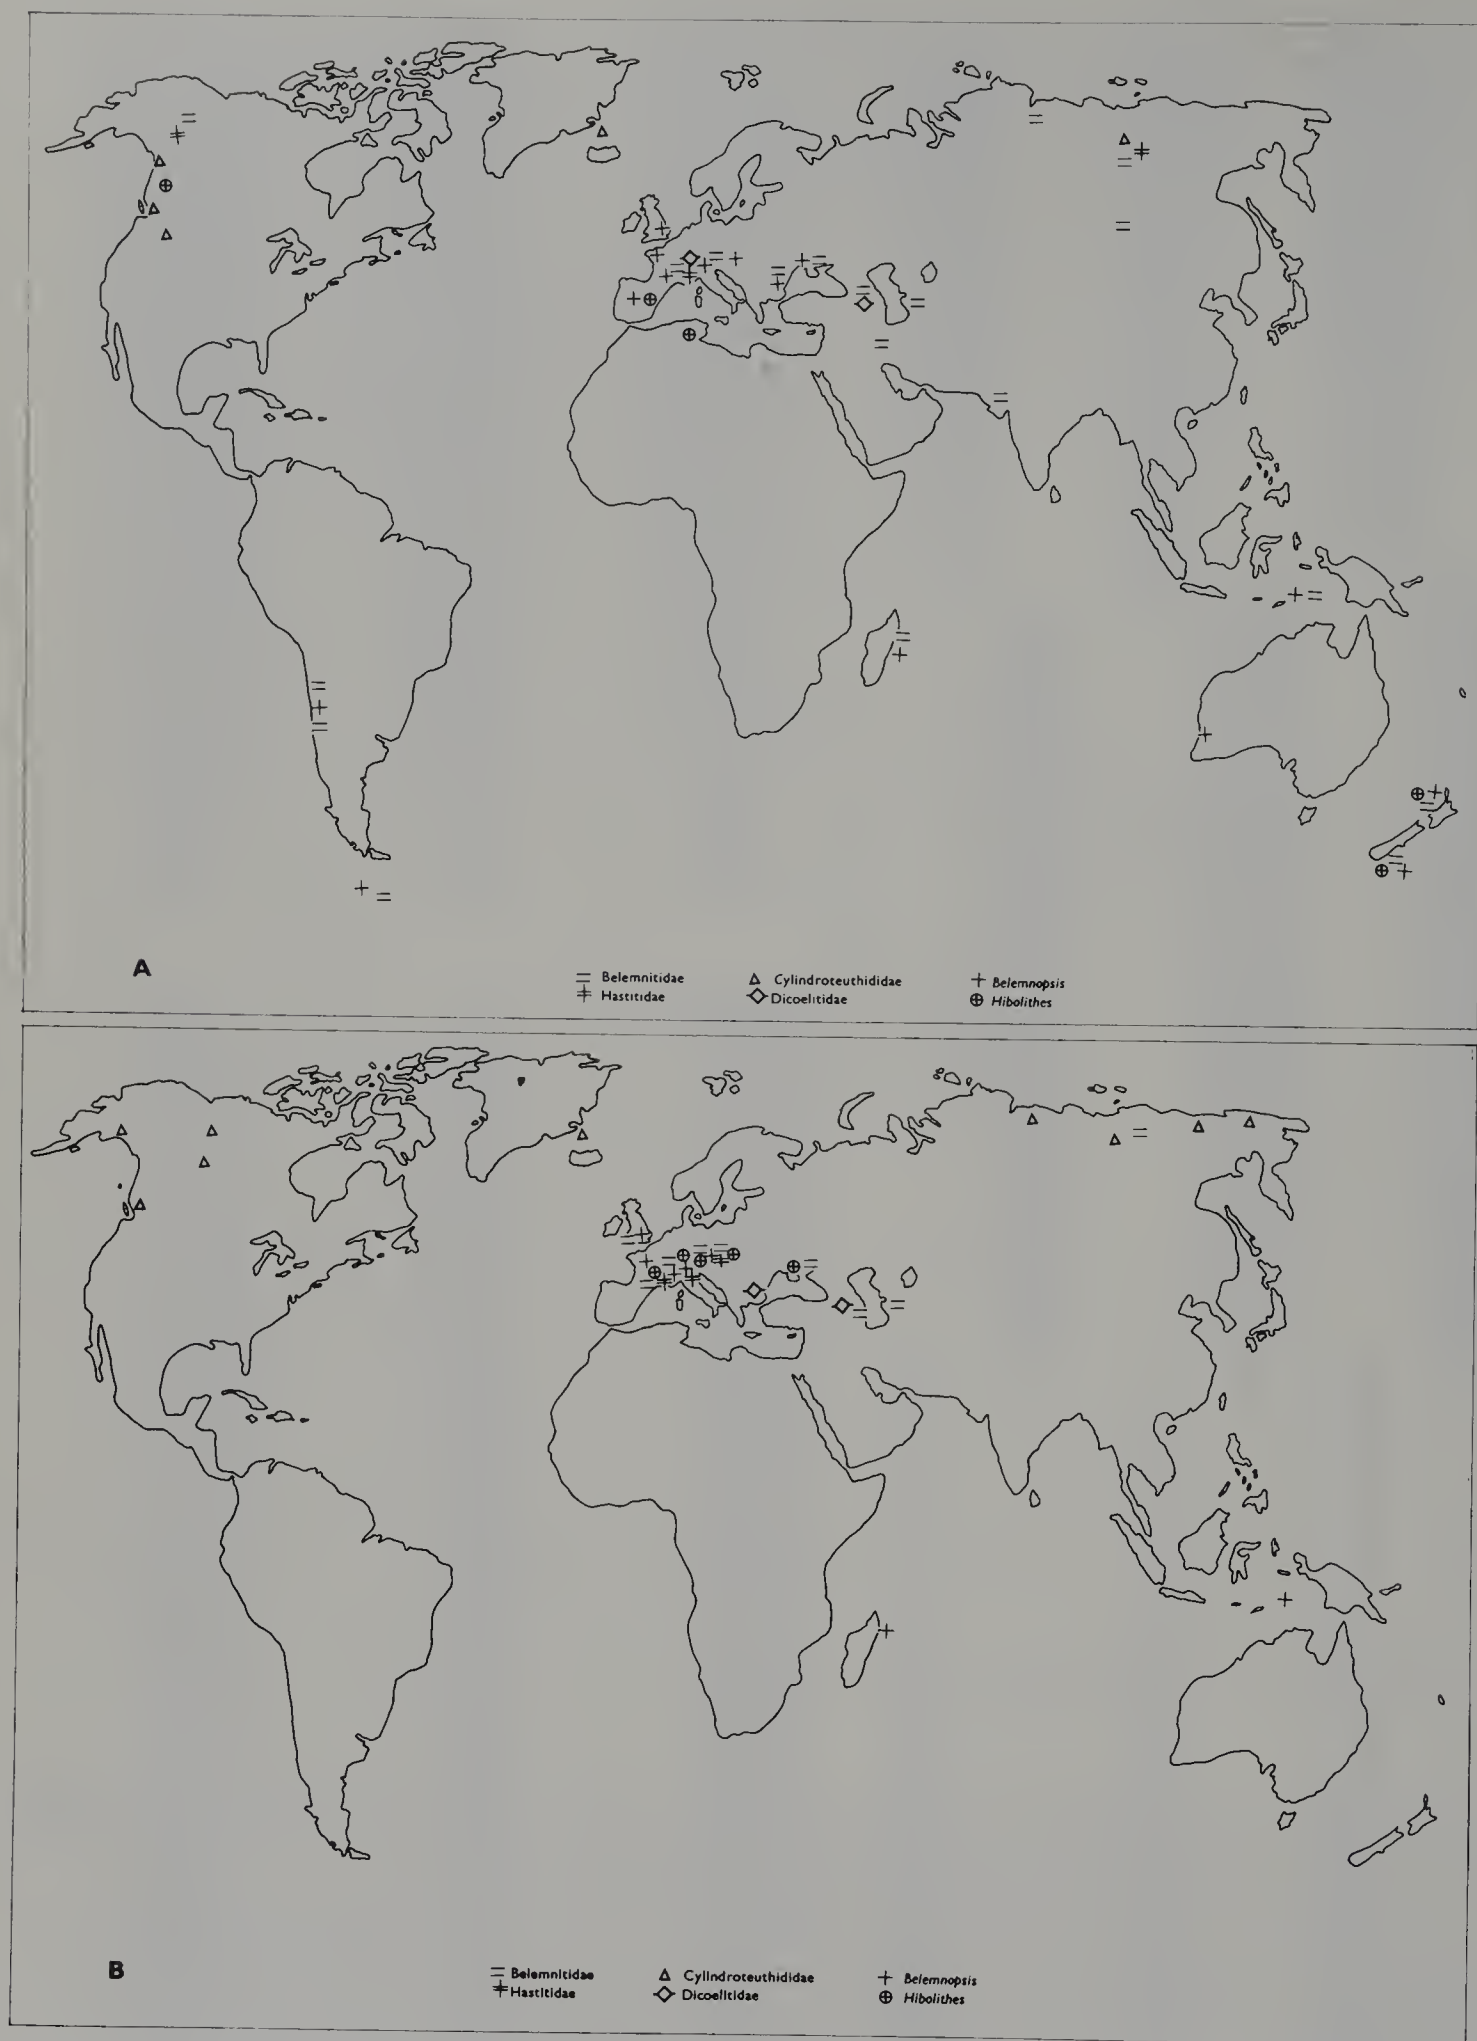 A
Belemnitidae Cylindroteuthididae Belemnopsis
Hastitidae Dicoelitidae Hibolithes
B
Belemnitidae Cylindroteuthididae Belemnopsis
Hastitidae Dicoelitidae Hibolithes